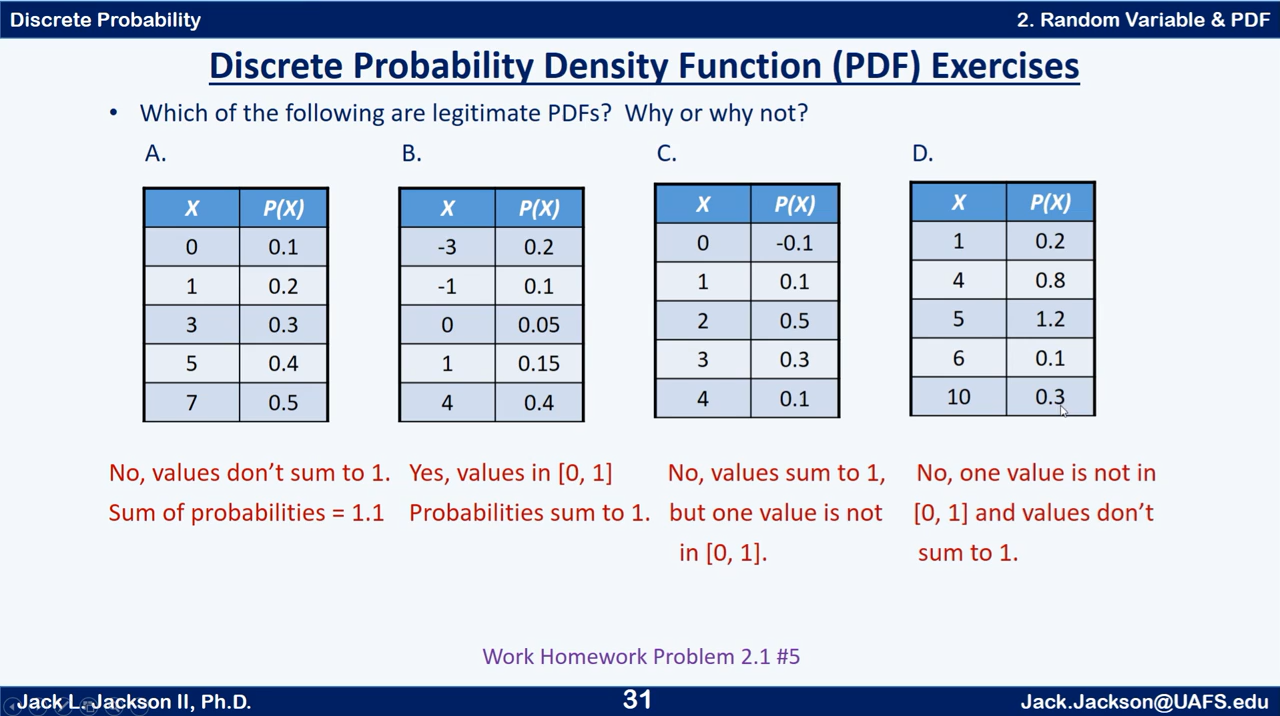 Discrete Probability
2. Random Variable & PDF
Discrete Probability Density Function (PDF) Exercises
• Which of the following are legitimate PDFs? Why or why not?
A.
X P(X)
0 0.1
1 0.2
3 0.3
5 0.4
7 0.5
No, values don't sum to 1.
Sum of probabilities = 1.1
B.
X P(X)
-3 0.2
-1 0.1
0 0.05
1 0.15
4 0.4
Yes, values in [0, 1]
Probabilities sum to 1.
C.
X P(X)
0 -0.1
1 0.1
2 0.5
3 0.3
4 0.1
No, values sum to 1,
but one value is not
in [0, 1].
D.
X P(X)
1 0.2
4 0.8
5 1.2
6 0.1
10 0.3
No, one value is not in
[0, 1] and values don't
sum to 1.
Work Homework Problem 2.1 #5
Jack L. Jackson II, Ph.D.
31
Jack.Jackson@UAFS.edu